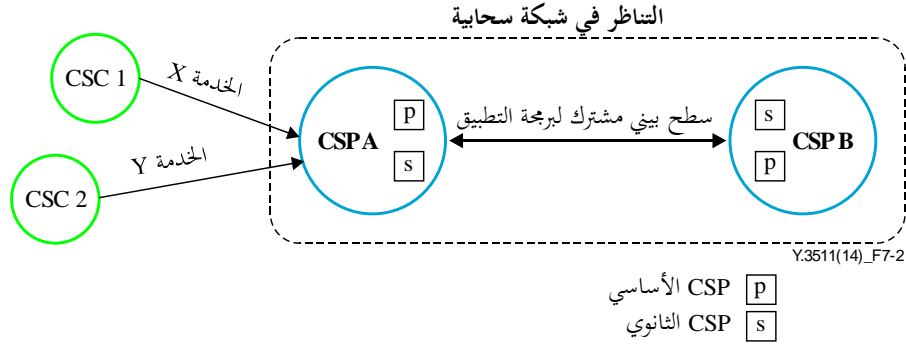 التناظر في شبكة سحابية
CSC 1
الخدمة X
CSC 2
الخدمة Y
CSP A
p
s
سطح بيني مشترك لبرمجة التطبيق
s
p
CSP B
Y.3511(14)_F7-2
p CSP الأساسي
s CSP الثانوي